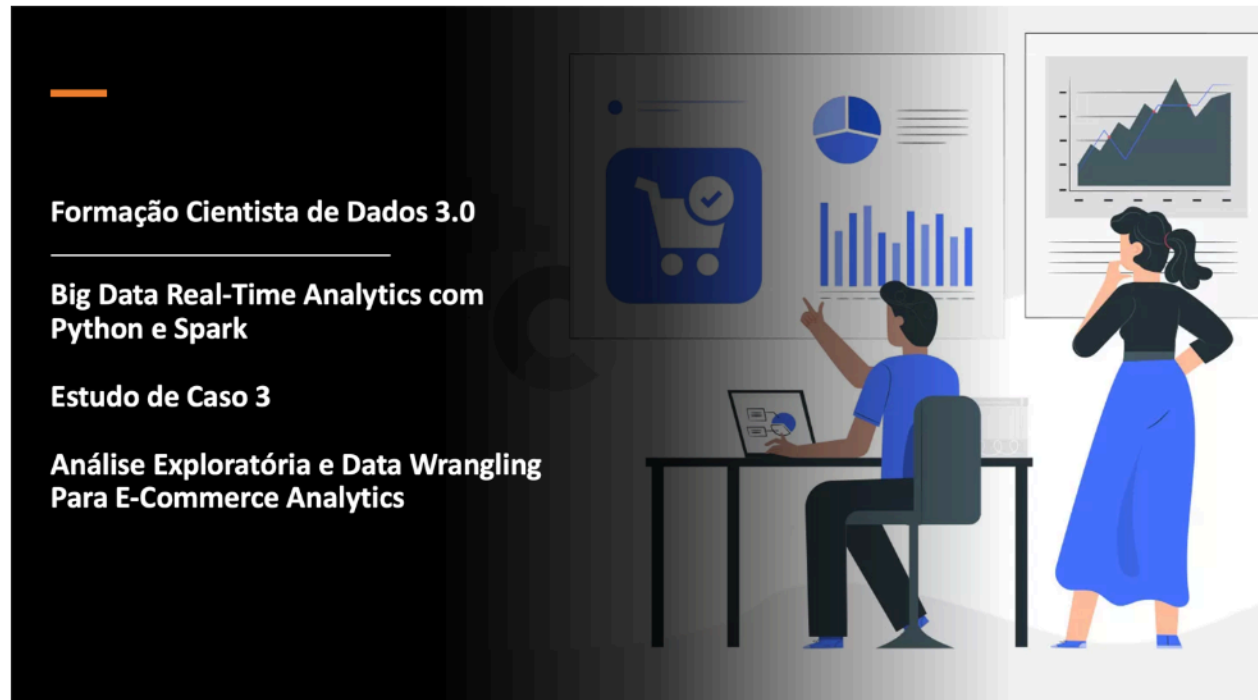 Formação Cientista de Dados 3.0
Big Data Real-Time Analytics com
Python e Spark
Estudo de Caso 3
Análise Exploratória e Data Wrangling
Para E-Commerce Analytics